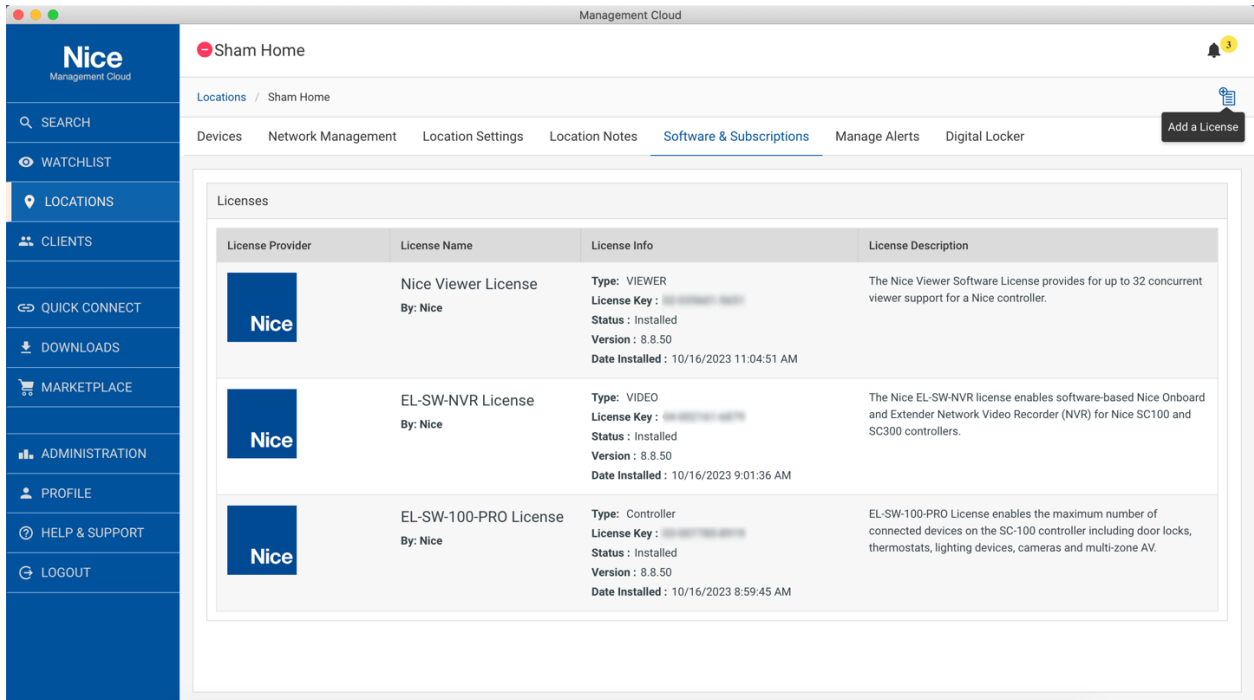 Management Cloud
Nice
Management Cloud
SEARCH
WATCHLIST
LOCATIONS
CLIENTS
QUICK CONNECT
DOWNLOADS
MARKETPLACE
ADMINISTRATION
PROFILE
HELP & SUPPORT
LOGOUT
Sham Home
3
Locations / Sham Home
Add a License
Devices Network Management Location Settings Location Notes Software & Subscriptions Manage Alerts Digital Locker
Licenses
License Provider License Name License Info License Description
Nice
Nice Viewer License
By: Nice
Type: VIEWER
License Key :
Status : Installed
Version : 8.8.50
Date Installed : 10/16/2023 11:04:51 AM
The Nice Viewer Software License provides for up to 32 concurrent
viewer support for a Nice controller.
Nice
EL-SW-NVR License
By: Nice
Type: VIDEO
License Key :
Status : Installed
Version : 8.8.50
Date Installed : 10/16/2023 9:01:36 AM
The Nice EL-SW-NVR license enables software-based Nice Onboard
and Extender Network Video Recorder (NVR) for Nice SC100 and
SC300 controllers.
Nice
EL-SW-100-PRO License
By: Nice
Type: Controller
License Key :
Status : Installed
Version : 8.8.50
Date Installed : 10/16/2023 8:59:45 AM
EL-SW-100-PRO License enables the maximum number of
connected devices on the SC-100 controller including door locks,
thermostats, lighting devices, cameras and multi-zone AV.